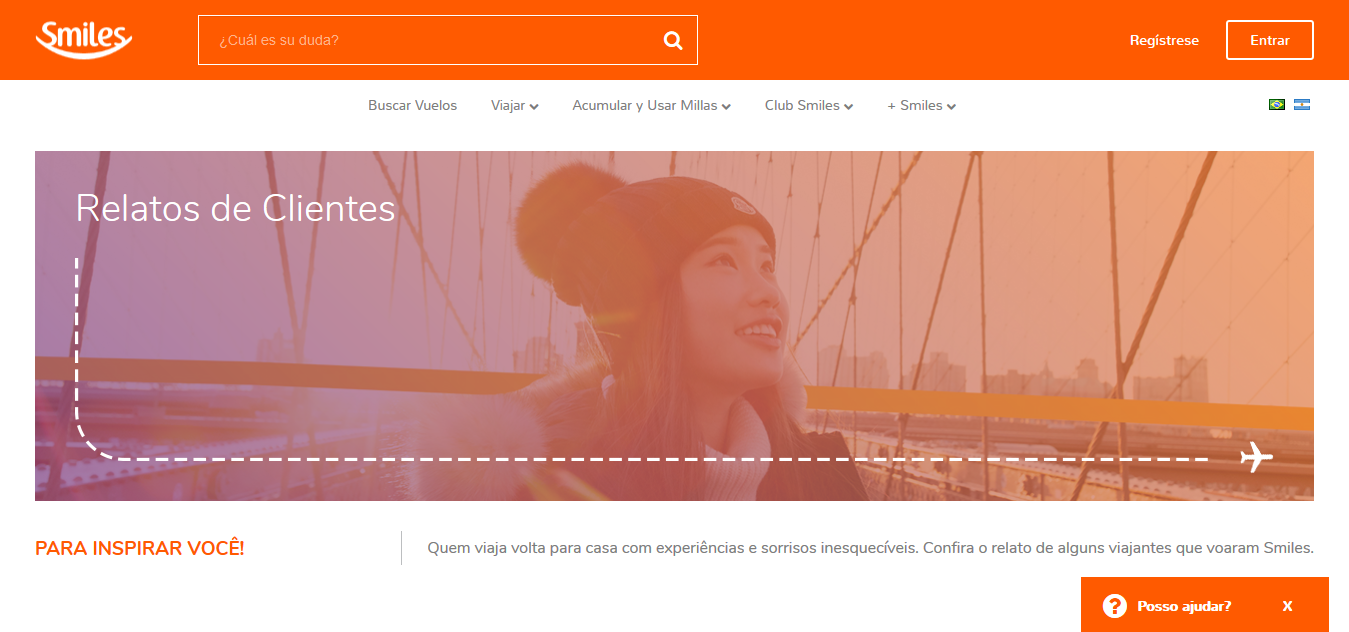 Smiles
¿Cuál es su duda?
Regístrese
Entrar
Buscar Vuelos
Viajar
Acumular y Usar Millas
Club Smiles
+ Smiles
Relatos de Clientes
PARA INSPIRAR VOCÊ!
Quem viaja volta para casa com experiências e sorrisos inesquecíveis. Confira o relato de alguns viajantes que voaram Smiles.
? Posso ajudar? X